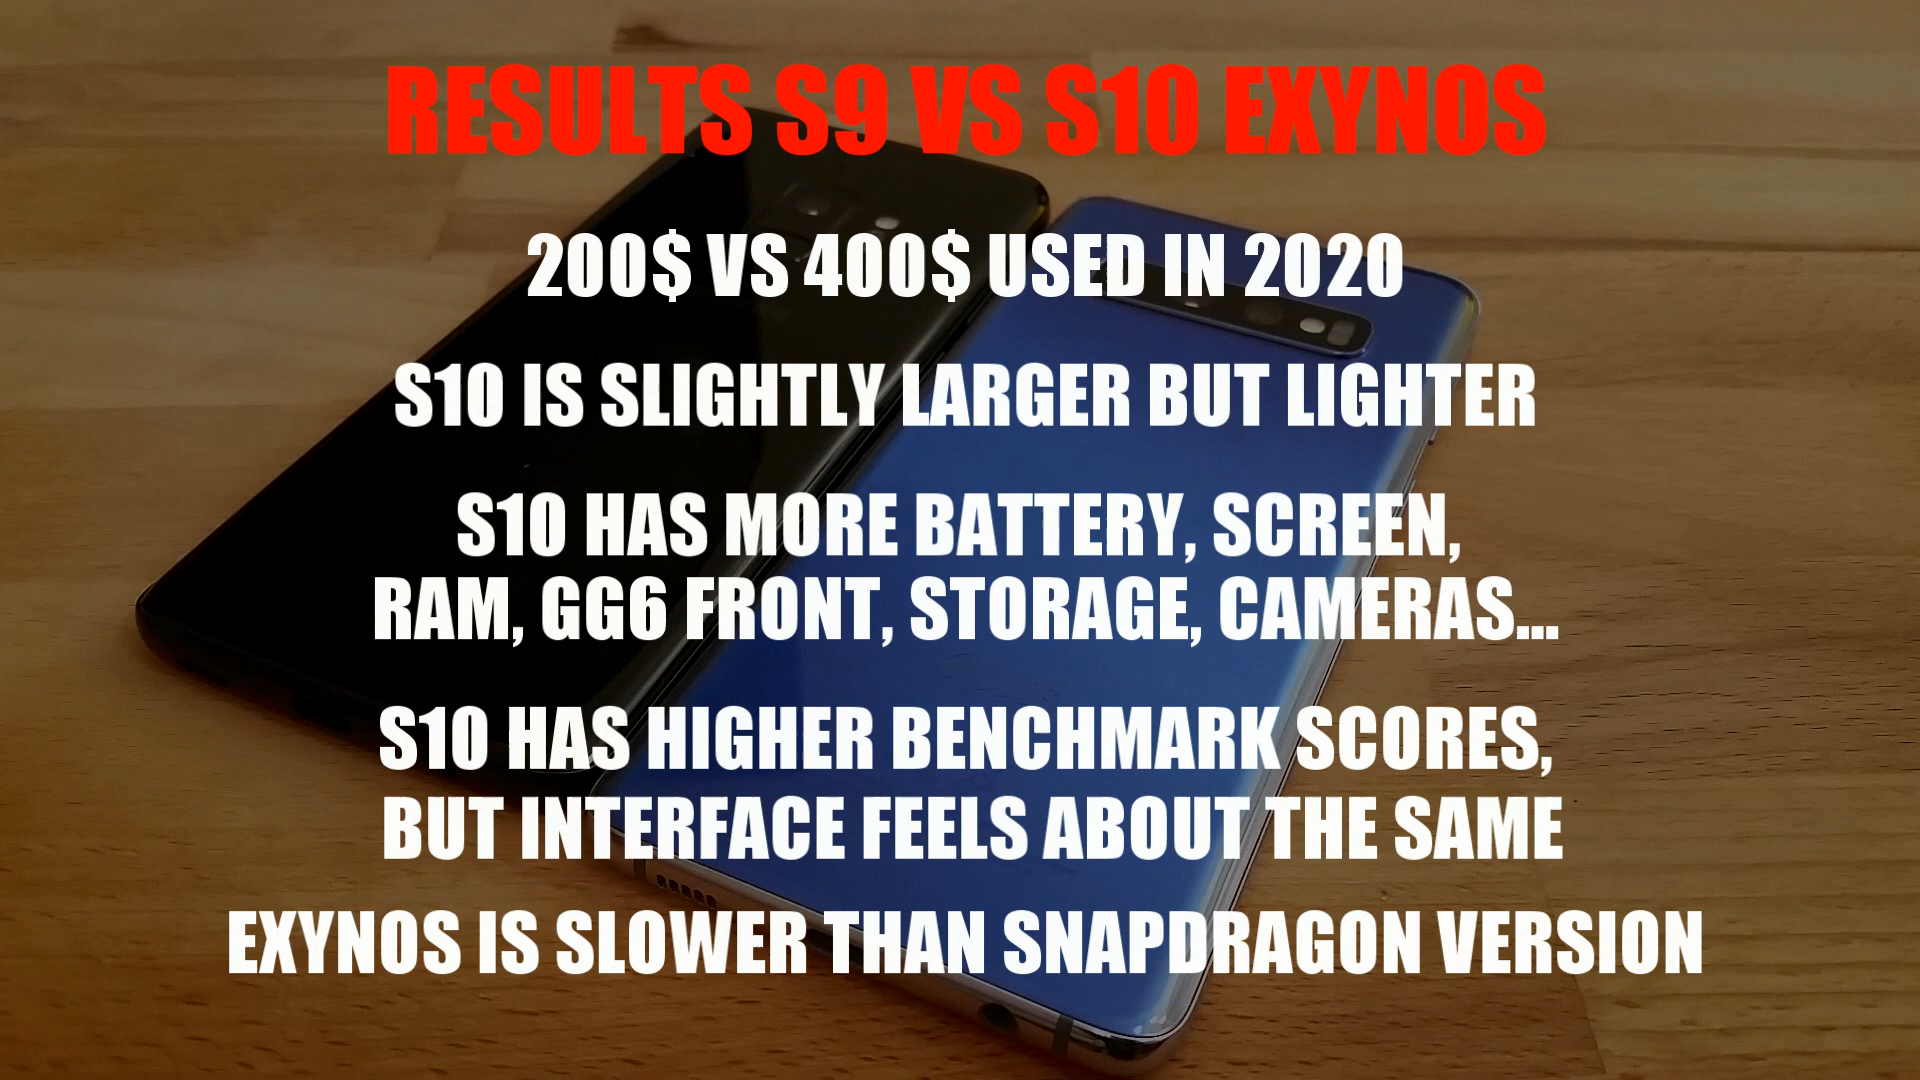 RESULTS S9 VS S10 EXYNOS
200$ VS 400$ USED IN 2020
S10 IS SLIGHTLY LARGER BUT LIGHTER
S10 HAS MORE BATTERY, SCREEN,
RAM, GG6 FRONT, STORAGE, CAMERAS...
S10 HAS HIGHER BENCHMARK SCORES,
BUT INTERFACE FEELS ABOUT THE SAME
EXYNOS IS SLOWER THAN SNAPDRAGON VERSION